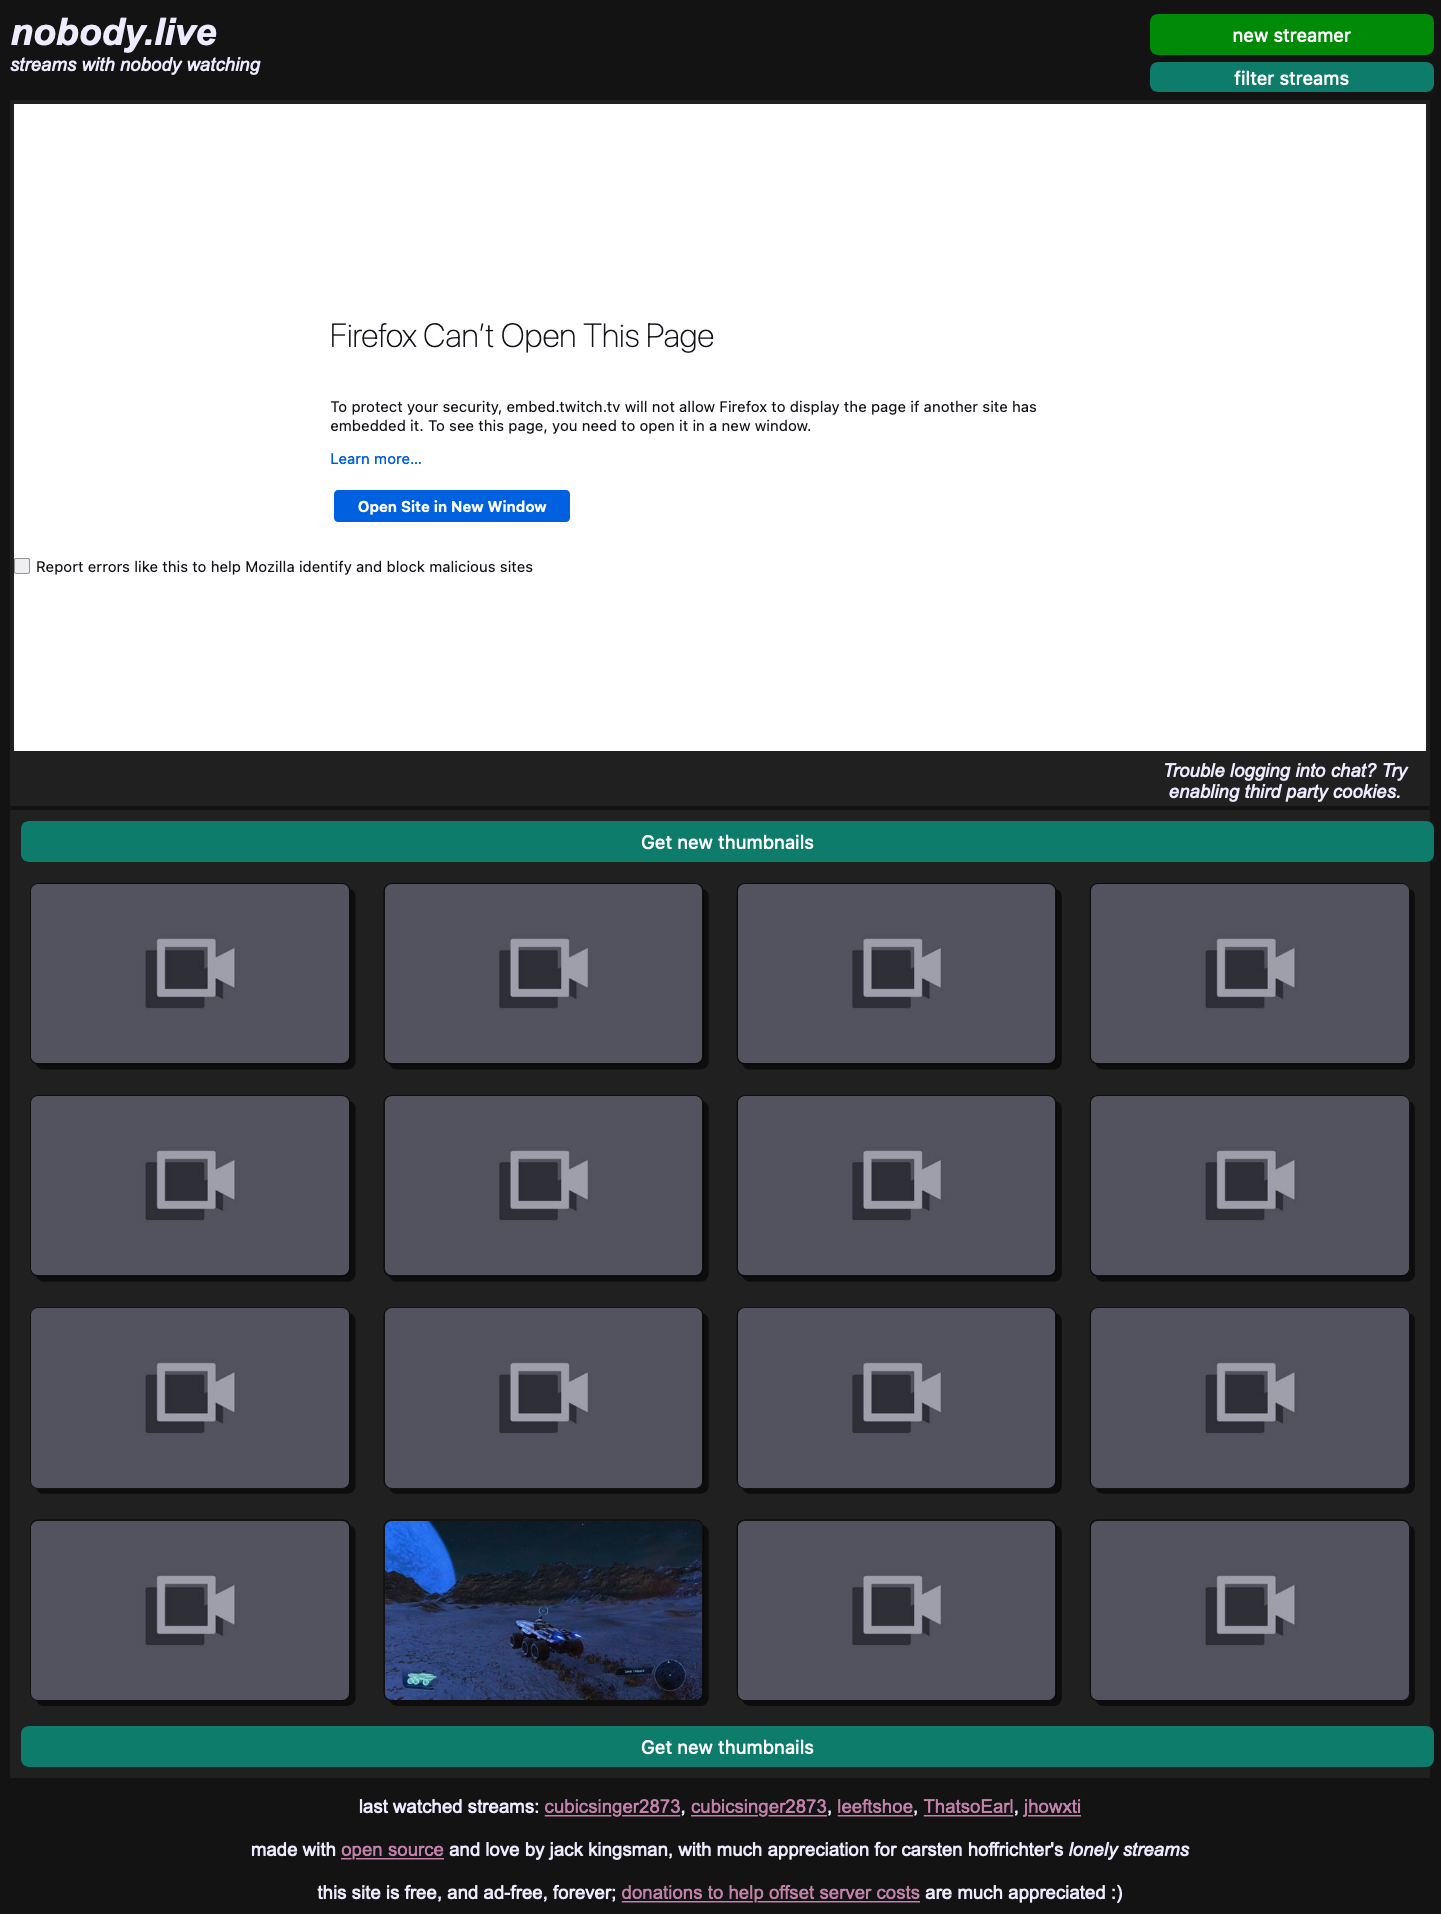 nobody.live
streams with nobody watching
new streamer
filter streams
Firefox Can’t Open This Page
To protect your security, embed.twitch.tv will not allow Firefox to display the page if another site has
embedded it. To see this page, you need to open it in a new window.
Learn more…
Open Site in New Window
Report errors like this to help Mozilla identify and block malicious sites
Trouble logging into chat? Try
enabling third party cookies.
Get new thumbnails
Get new thumbnails
last watched streams: cubicsinger2873, cubicsinger2873, leeftshoe, ThatsoEarl, jhowxti
made with open source and love by jack kingsman, with much appreciation for carsten hoffrichter's lonely streams
this site is free, and ad-free, forever; donations to help offset server costs are much appreciated :)